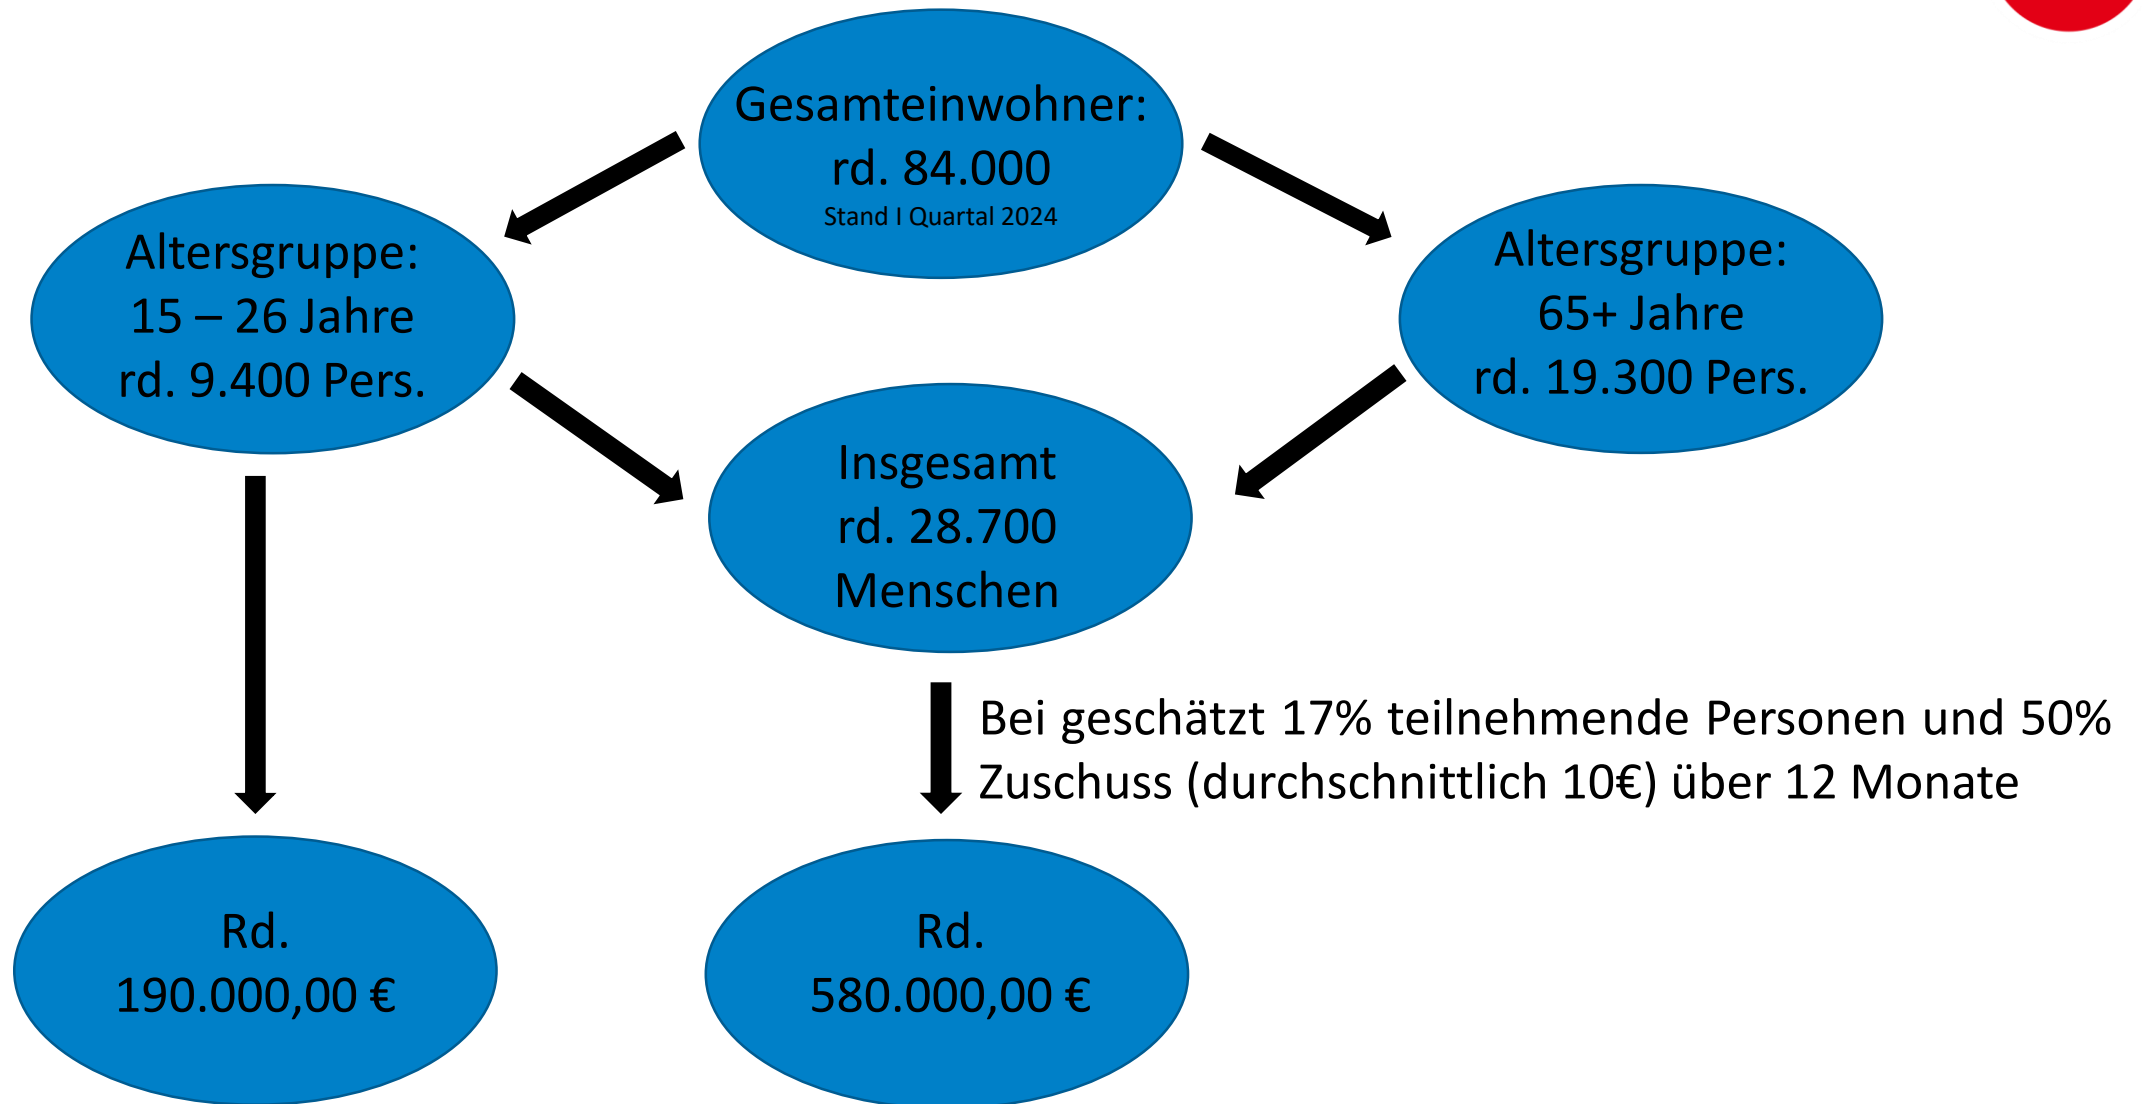 Gesamteinwohner:
rd. 84.000
Stand I Quartal 2024
Altersgruppe:
15 – 26 Jahre
rd. 9.400 Pers.
Altersgruppe:
65+ Jahre
rd. 19.300 Pers.
Insgesamt
rd. 28.700
Menschen
Bei geschätzt 17% teilnehmende Personen und 50%
Zuschuss (durchschnittlich 10€) über 12 Monate
Rd.
190.000,00 €
Rd.
580.000,00 €